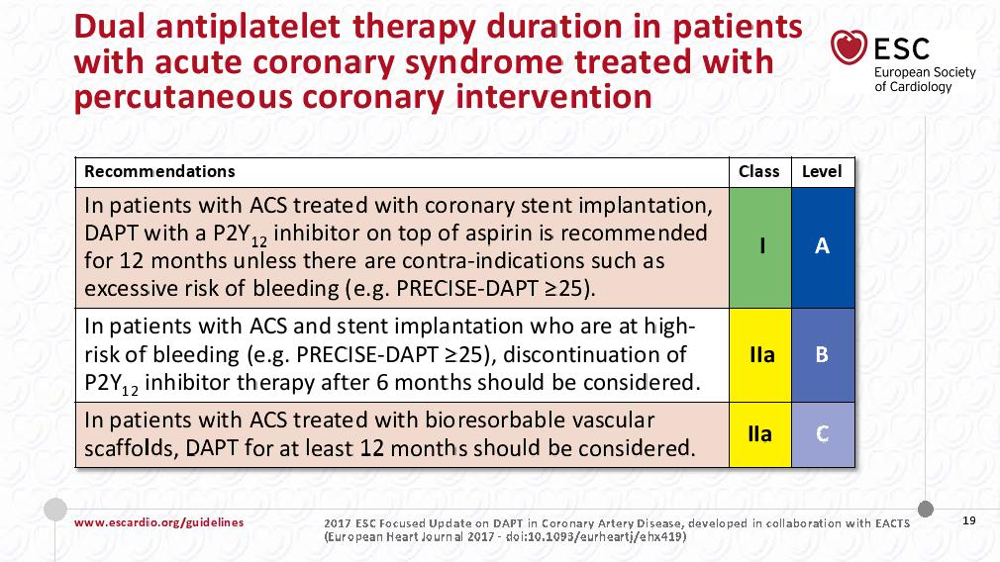 Dual antiplatelet therapy duration in patients
with acute coronary syndrome treated with
percutaneous coronary intervention
ESC
European Society
of Cardiology
Recommendations Class Level
In patients with ACS treated with coronary stent implantation,
DAPT with a P2Y12 inhibitor on top of aspirin is recommended
for 12 months unless there are contra-indications such as
excessive risk of bleeding (e.g. PRECISE-DAPT ≥25).
I A
In patients with ACS and stent implantation who are at high-
risk of bleeding (e.g. PRECISE-DAPT ≥25), discontinuation of
P2Y12 inhibitor therapy after 6 months should be considered.
IIa B
In patients with ACS treated with bioresorbable vascular
scaffolds, DAPT for at least 12 months should be considered.
IIa C
www.escardio.org/guidelines
2017 ESC Focused Update on DAPT in Coronary Artery Disease, developed in collaboration with EACTS
(European Heart Journal 2017 - doi:10.1093/eurheartj/ehx419)
19